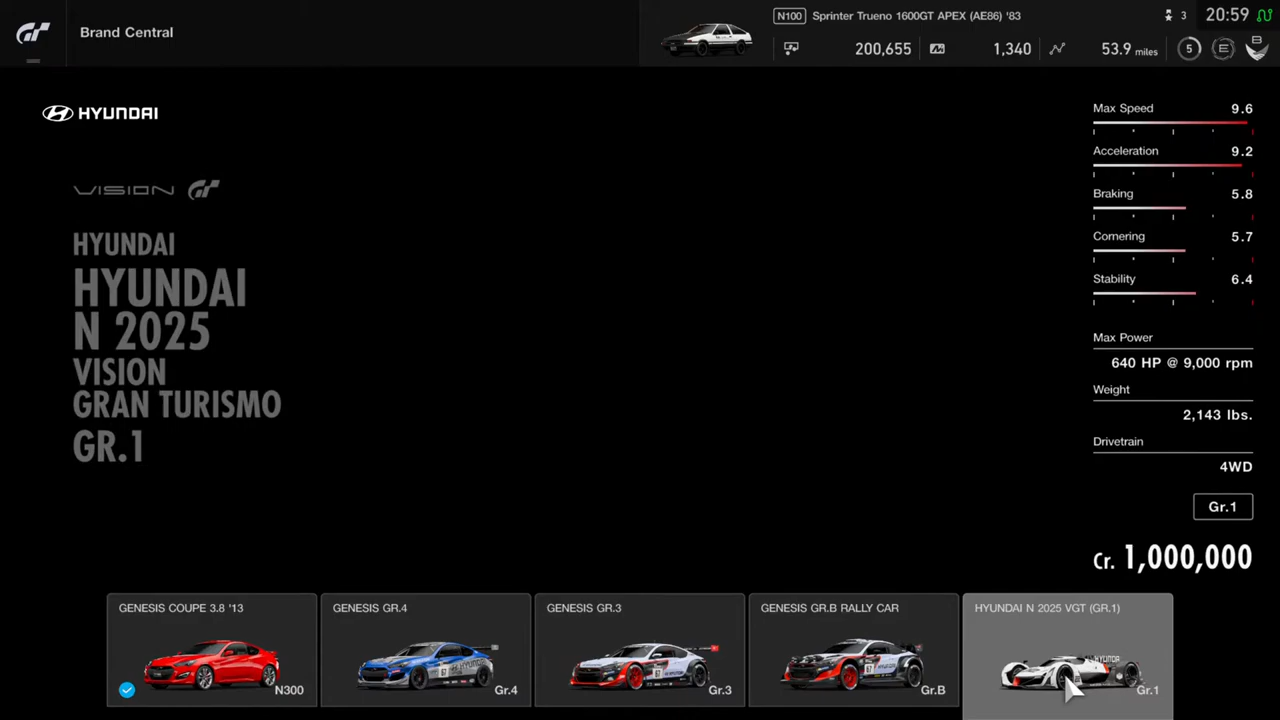 Brand Central
N100 Sprinter Trueno 1600GT APEX (AE86) '83
3
20:59
200,655
1,340
53.9 miles
5
E
B
HYUNDAI
VISION GT
HYUNDAI
HYUNDAI
N 2025
VISION
GRAN TURISMO
GR.1
Max Speed 9.6
Acceleration 9.2
Braking 5.8
Cornering 5.7
Stability 6.4
Max Power
640 HP @ 9,000 rpm
Weight
2,143 lbs.
Drivetrain
4WD
Gr.1
Cr. 1,000,000
GENESIS COUPE 3.8 '13
N300
GENESIS GR.4
Gr.4
GENESIS GR.3
Gr.3
GENESIS GR.B RALLY CAR
Gr.B
HYUNDAI N 2025 VGT (GR.1)
Gr.1